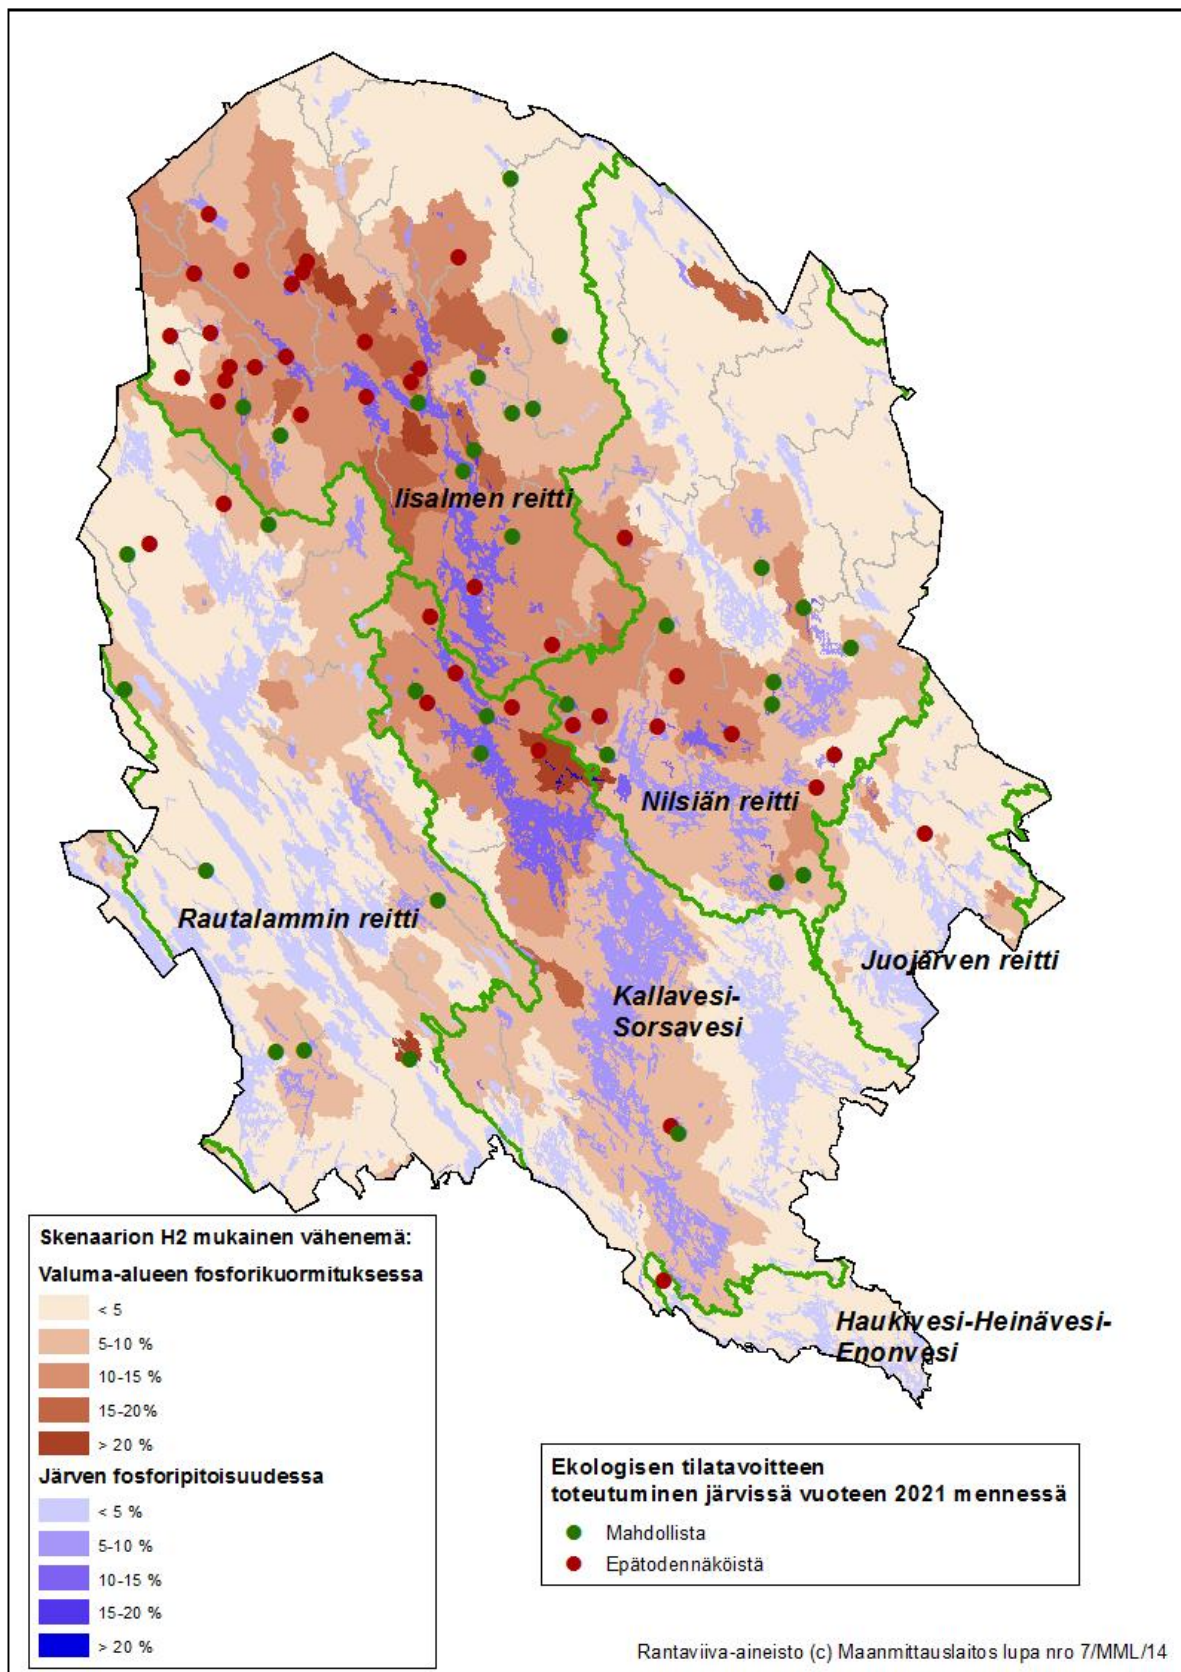 Iisalmen reitti
Nilsiän reitti
Rautalammin reitti
Juojärven reitti
Kallavesi-
Sorsavesi
Haukivesi-Heinävesi-
Enonvesi
Skenaarion H2 mukainen vähenemä:
Valuma-alueen fosforikuormituksessa
< 5
5-10 %
10-15 %
15-20%
> 20 %
Järven fosforipitoisuudessa
< 5 %
5-10 %
10-15 %
15-20 %
> 20 %
Ekologisen tilatavoitteen
toteutuminen järvissä vuoteen 2021 mennessä
Mahdollista
Epätodennäköistä
Rantaviiva-aineisto (c) Maanmittauslaitos lupa nro 7/MML/14